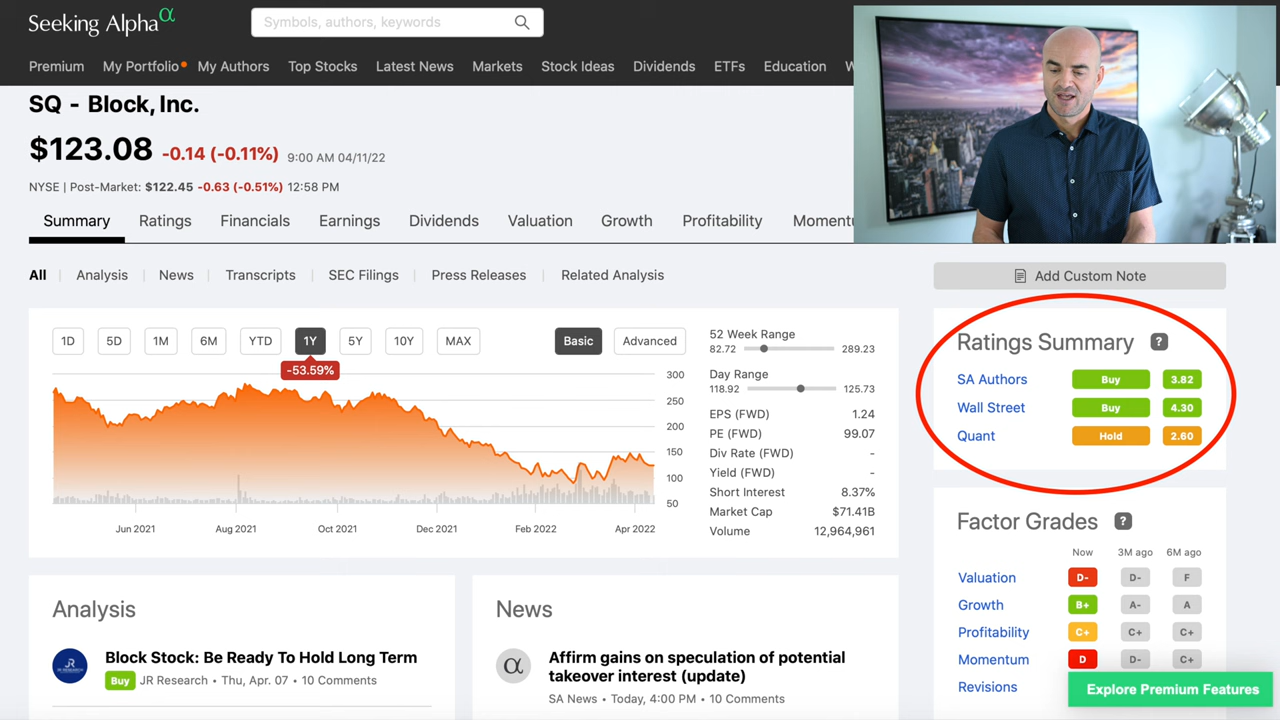 Seeking Alpha α
Symbols, authors, keywords
Premium My Portfolio My Authors Top Stocks Latest News Markets Stock Ideas Dividends ETFs Education W
SQ - Block, Inc.
$123.08 -0.14 (-0.11%) 9:00 AM 04/11/22
NYSE | Post-Market: $122.45 -0.63 (-0.51%) 12:58 PM
Summary Ratings Financials Earnings Dividends Valuation Growth Profitability Momentu
All Analysis News Transcripts SEC Filings Press Releases Related Analysis
Add Custom Note
1D 5D 1M 6M YTD 1Y 5Y 10Y MAX Basic Advanced
-53.59%
300
250
200
150
100
50
Jun 2021 Aug 2021 Oct 2021 Dec 2021 Feb 2022 Apr 2022
52 Week Range
82.72 289.23
Day Range
118.92 125.73
EPS (FWD) 1.24
PE (FWD) 99.07
Div Rate (FWD) -
Yield (FWD) -
Short Interest 8.37%
Market Cap $71.41B
Volume 12,964,961
Ratings Summary ?
SA Authors Buy 3.82
Wall Street Buy 4.30
Quant Hold 2.60
Factor Grades ?
Now 3M ago 6M ago
Valuation D- D- F
Growth B+ A- A
Profitability C+ C+ C+
Momentum D D- C+
Revisions
Explore Premium Features
Analysis
JR
Block Stock: Be Ready To Hold Long Term
Buy JR Research • Thu, Apr. 07 • 10 Comments
News
α
Affirm gains on speculation of potential
takeover interest (update)
SA News • Today, 4:00 PM • 10 Comments